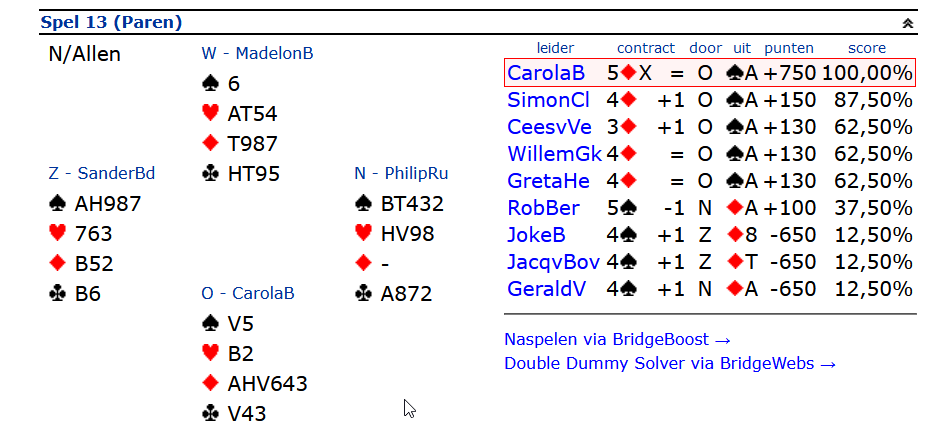 Spel 13 (Paren)
N/Allen
W - MadelonB
♠ 6
♥ AT54
♦ T987
♣ HT95
Z - SanderBd
♠ AH987
♥ 763
♦ B52
♣ B6
N - PhilipRu
♠ BT432
♥ HV98
♦ -
♣ A872
O - CarolaB
♠ V5
♥ B2
♦ AHV643
♣ V43
leider contract door uit punten score
CarolaB 5♦X = O ♠A +750 100,00%
SimonCl 4♦ +1 O ♠A +150 87,50%
CeesvVe 3♦ +1 O ♠A +130 62,50%
WillemGk 4♦ = O ♠A +130 62,50%
GretaHe 4♦ = O ♠A +130 62,50%
RobBer 5♠ -1 N ♦A +100 37,50%
JokeB 4♠ +1 Z ♦8 -650 12,50%
JacqvBov 4♠ +1 Z ♦T -650 12,50%
GeraldV 4♠ +1 N ♦A -650 12,50%
Naspelen via BridgeBoost →
Double Dummy Solver via BridgeWebs →